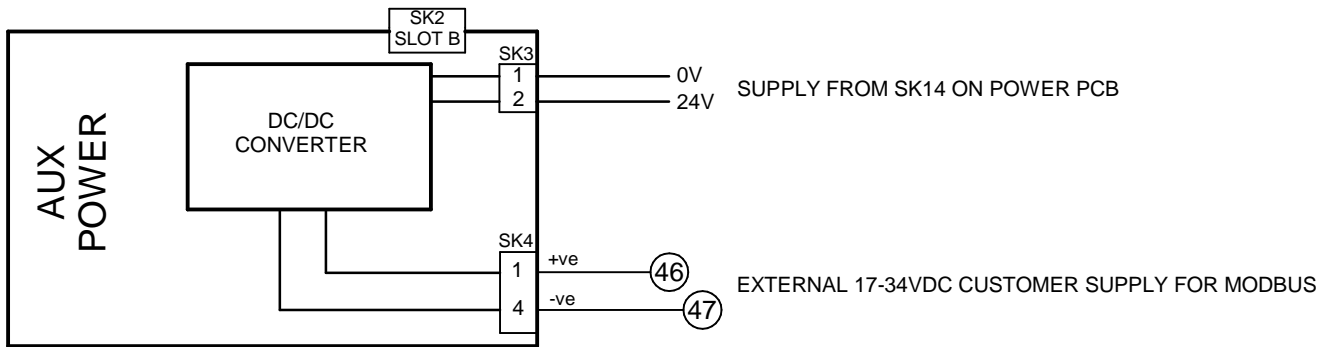 SK2
SLOT B
SK3
1
0V
2
24V
SUPPLY FROM SK14 ON POWER PCB
DC/DC
CONVERTER
AUX
POWER
SK4
1
+ve
46
4
-ve
47
EXTERNAL 17-34VDC CUSTOMER SUPPLY FOR MODBUS